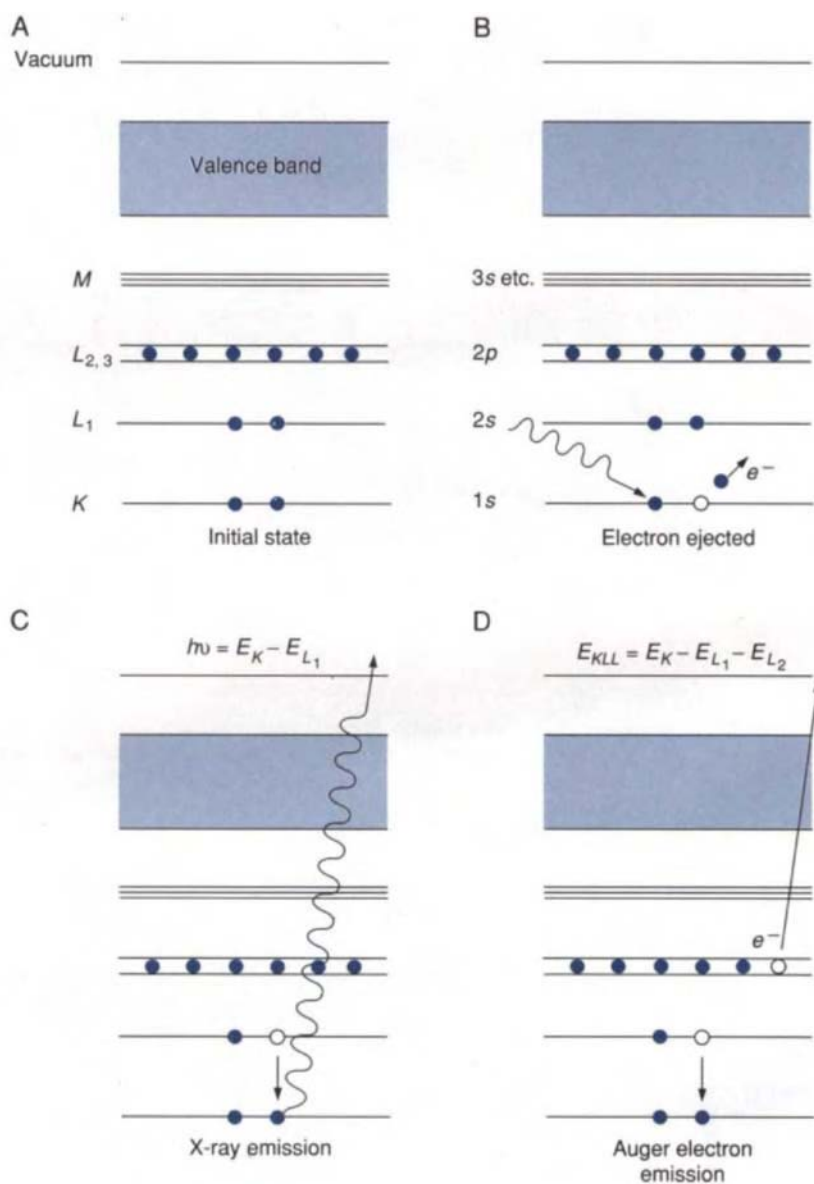 A
Vacuum
Valence band
M
L2, 3
L1
K
Initial state
B
3s etc.
2p
2s
1s
e−
Electron ejected
C
hυ = EK − EL1
X-ray emission
D
EKLL = EK − EL1 − EL2
e−
Auger electron
emission